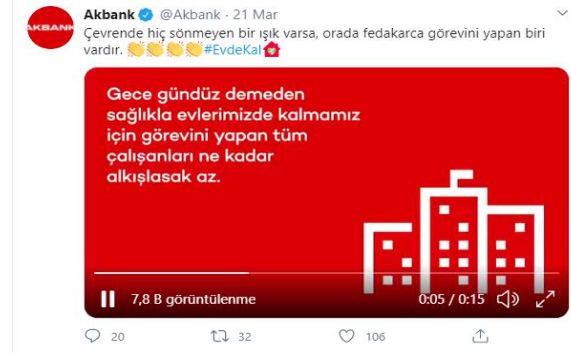 AKBANK
Akbank @Akbank · 21 Mar
Çevrende hiç sönmeyen bir ışık varsa, orada fedakarca görevini yapan biri
vardır. 👏👏👏👏#EvdeKal🏠
Gece gündüz demeden
sağlıkla evlerimizde kalmamız
için görevini yapan tüm
çalışanları ne kadar
alkışlasak az.
7,8 B görüntülenme
0:05 / 0:15
20
32
106